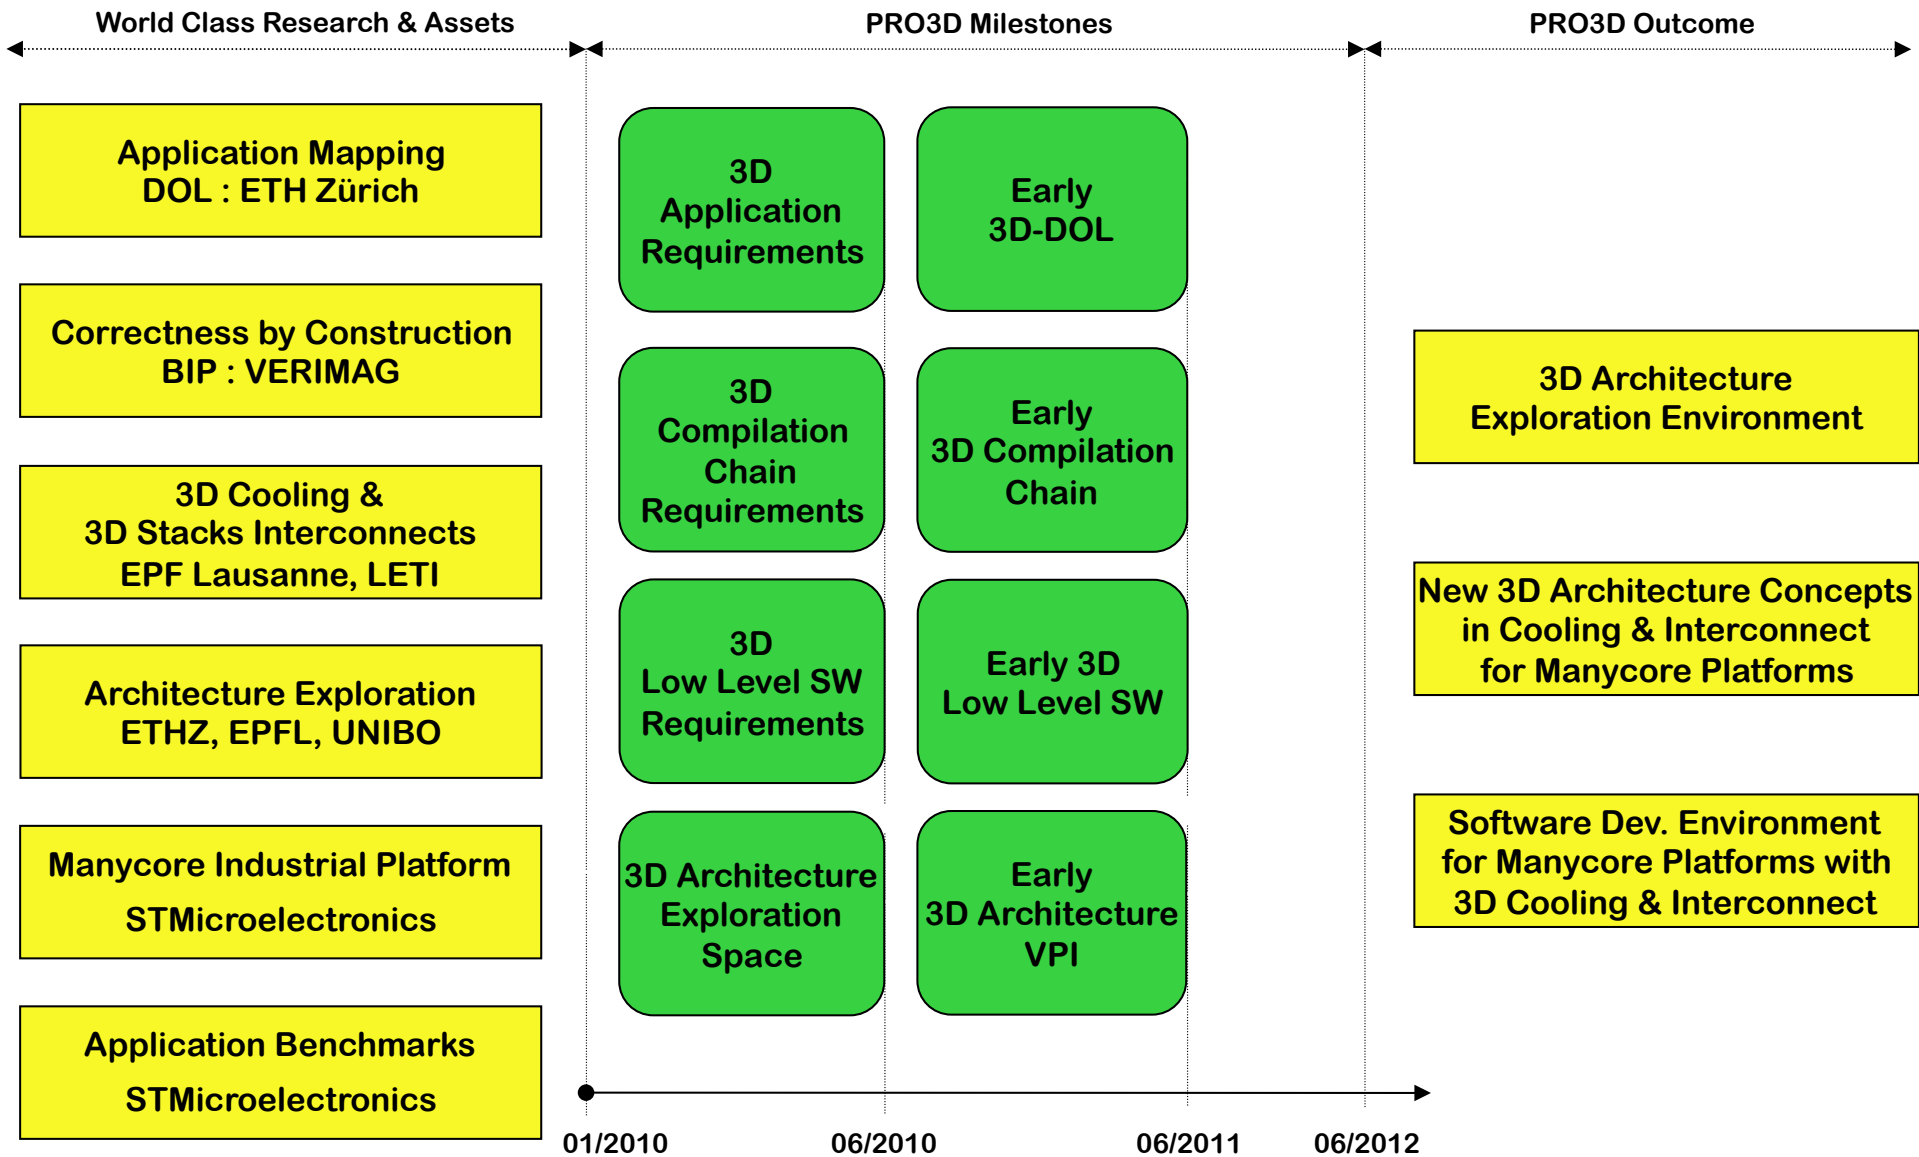 World Class Research & Assets
PRO3D Milestones
PRO3D Outcome
Application Mapping
DOL : ETH Zürich
Correctness by Construction
BIP : VERIMAG
3D Cooling &
3D Stacks Interconnects
EPF Lausanne, LETI
Architecture Exploration
ETHZ, EPFL, UNIBO
Manycore Industrial Platform
STMicroelectronics
Application Benchmarks
STMicroelectronics
3D
Application
Requirements
Early
3D-DOL
3D
Compilation
Chain
Requirements
Early
3D Compilation
Chain
3D
Low Level SW
Requirements
Early 3D
Low Level SW
3D Architecture
Exploration
Space
Early
3D Architecture
VPI
3D Architecture
Exploration Environment
New 3D Architecture Concepts
in Cooling & Interconnect
for Manycore Platforms
Software Dev. Environment
for Manycore Platforms with
3D Cooling & Interconnect
01/2010
06/2010
06/2011
06/2012